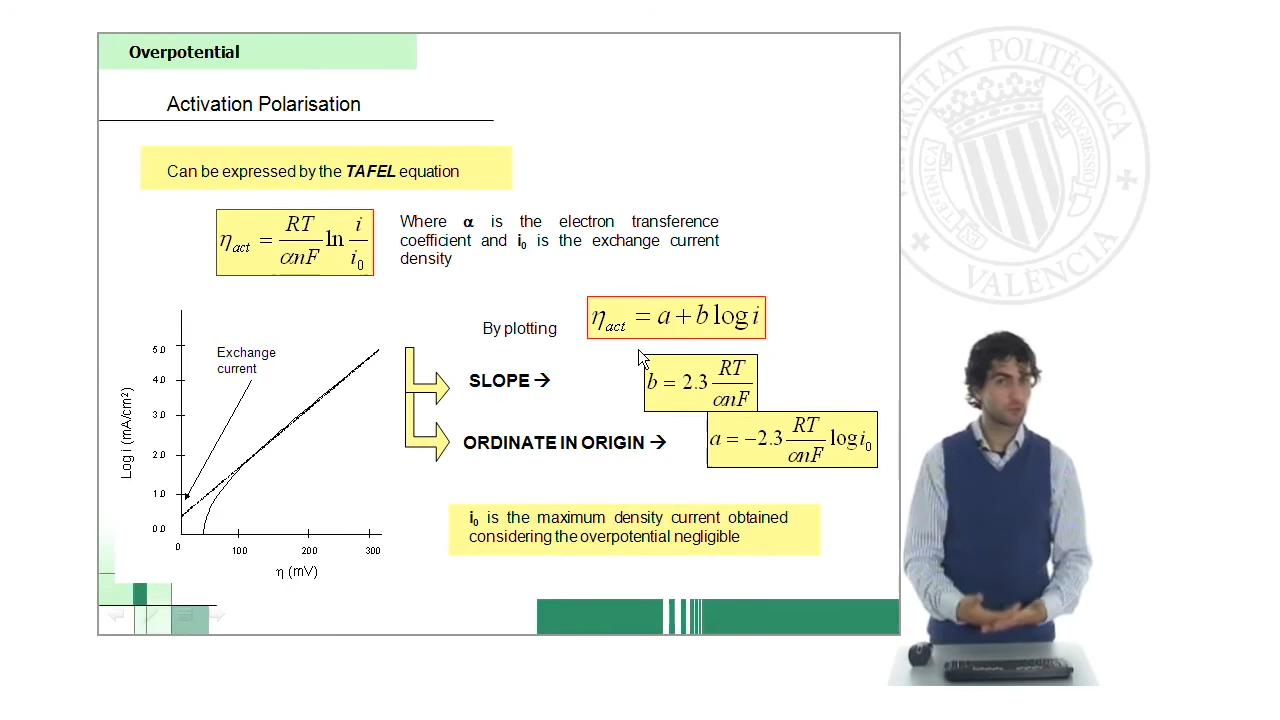 Overpotential
Activation Polarisation
Can be expressed by the TAFEL equation
η_act = RT/αnF ln i/i₀
Where α is the electron transference
coefficient and i₀ is the exchange current
density
By plotting
η_act = a + b log i
SLOPE →
b = 2.3 RT/αnF
ORDINATE IN ORIGIN →
a = −2.3 RT/αnF log i₀
i₀ is the maximum density current obtained
considering the overpotential negligible
Exchange
current
Log i (mA/cm²)
5.0
4.0
3.0
2.0
1.0
0.0
0
100
200
300
η (mV)
UNIVERSITAT POLITÈCNICA
DE VALÈNCIA